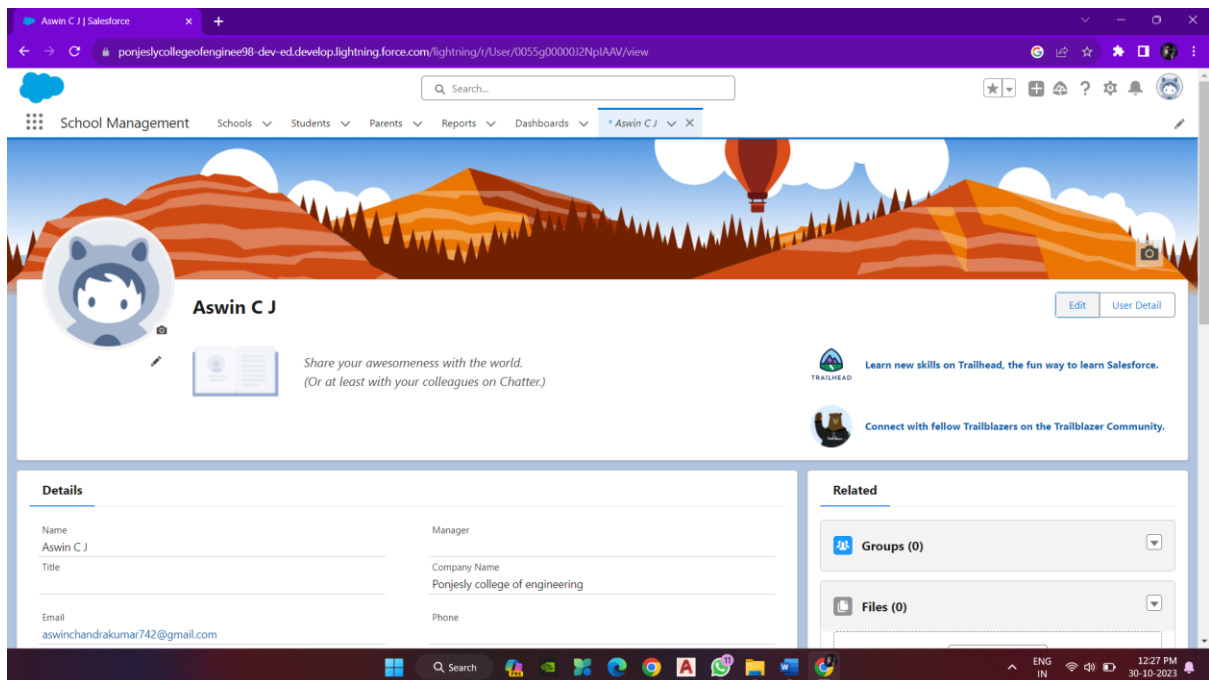 Aswin C J | Salesforce
ponjeslycollegeofenginee98-dev-ed.develop.lightning.force.com/lightning/r/User/0055g00000J2NpIAAV/view
Search...
School Management Schools Students Parents Reports Dashboards * Aswin C J
Aswin C J
Edit User Detail
Share your awesomeness with the world.
(Or at least with your colleagues on Chatter.)
TRAILHEAD
Learn new skills on Trailhead, the fun way to learn Salesforce.
Connect with fellow Trailblazers on the Trailblazer Community.
Details
Name
Aswin C J
Title
Email
aswinchandrakumar742@gmail.com
Manager
Company Name
Ponjesly college of engineering
Phone
Related
Groups (0)
Files (0)
Search
ENG
IN
12:27 PM
30-10-2023